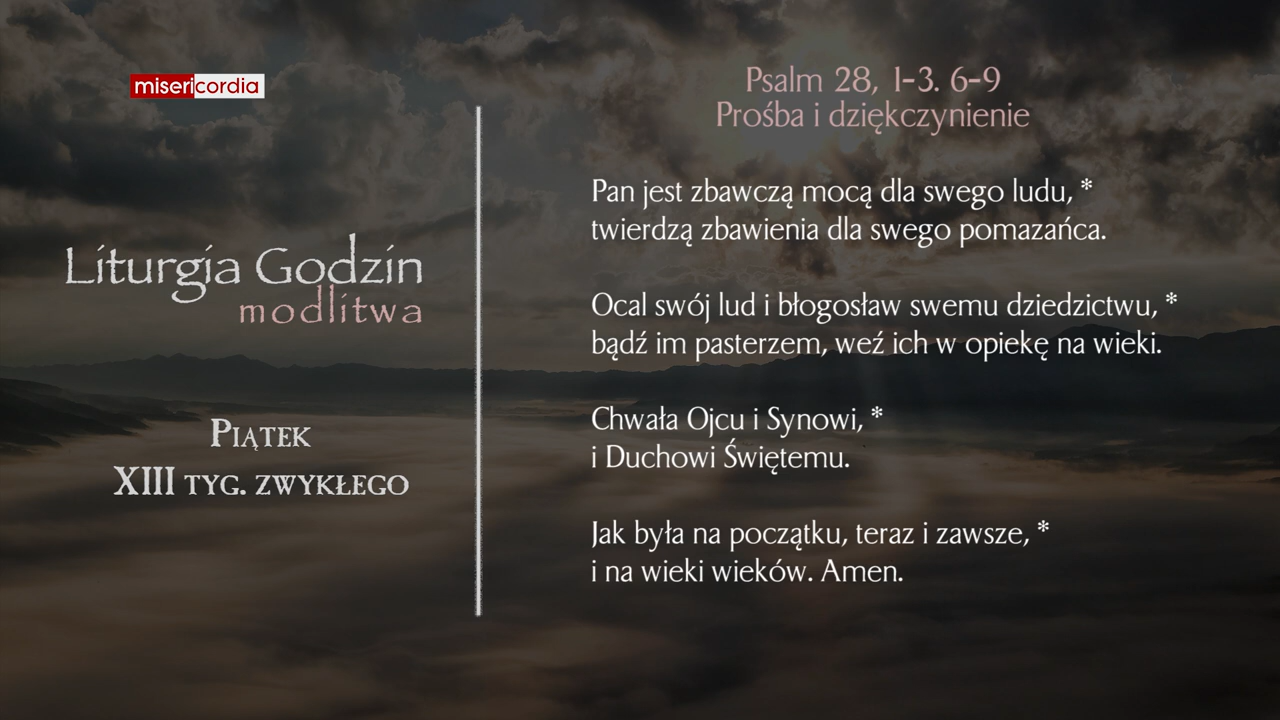 misericordia
Liturgia Godzin
modlitwa
Piątek
XIII tyg. zwykłego
Psalm 28, 1-3. 6-9
Prośba i dziękczynienie
Pan jest zbawczą mocą dla swego ludu, *
twierdzą zbawienia dla swego pomazańca.
Ocal swój lud i błogosław swemu dziedzictwu, *
bądź im pasterzem, weź ich w opiekę na wieki.
Chwała Ojcu i Synowi, *
i Duchowi Świętemu.
Jak była na początku, teraz i zawsze, *
i na wieki wieków. Amen.